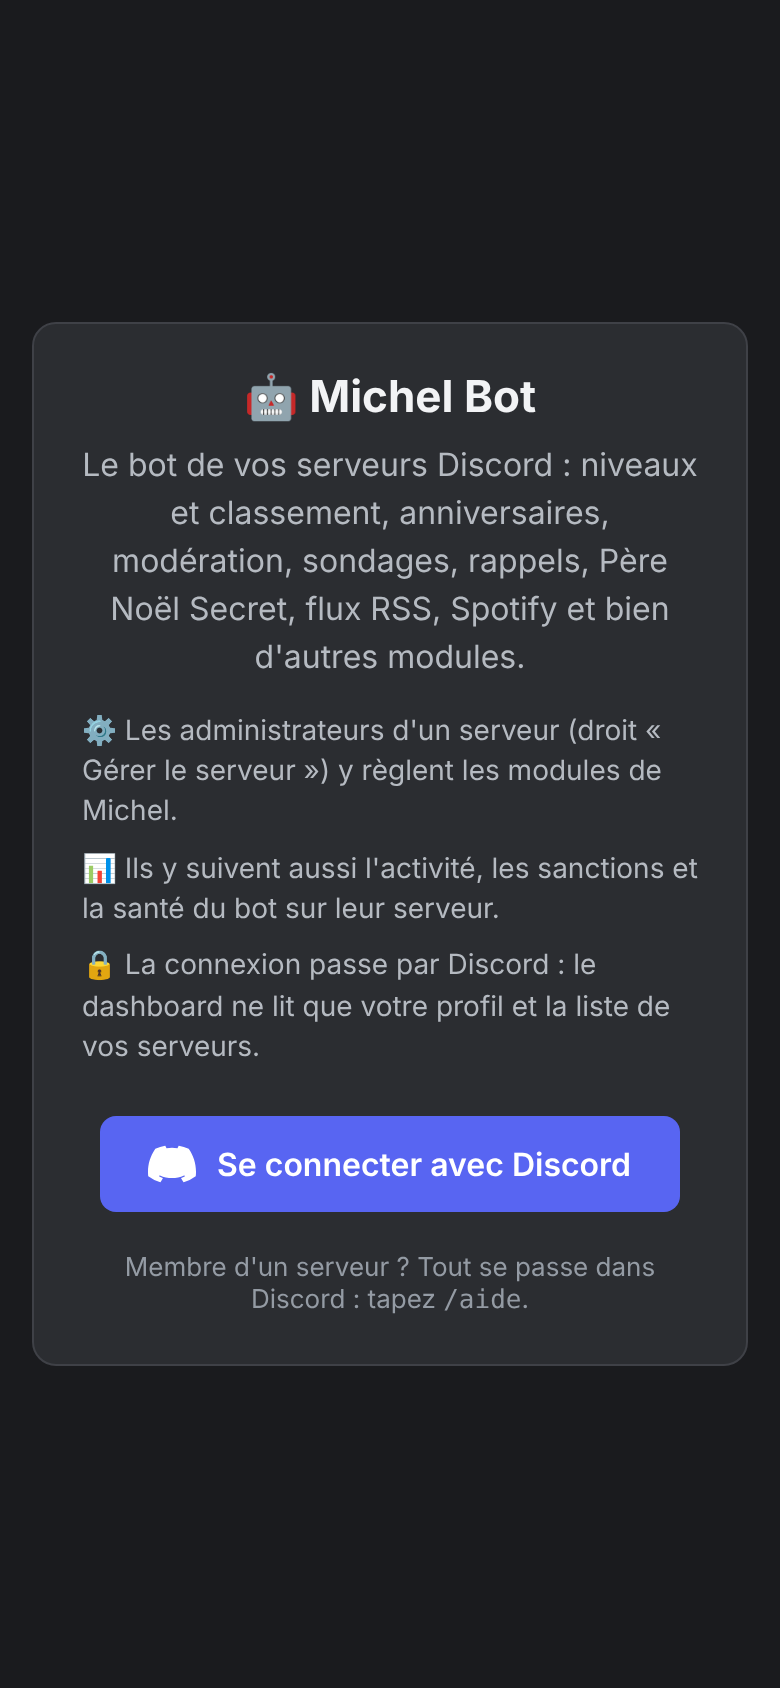 🤖 Michel Bot
Le bot de vos serveurs Discord : niveaux
et classement, anniversaires,
modération, sondages, rappels, Père
Noël Secret, flux RSS, Spotify et bien
d'autres modules.
⚙️ Les administrateurs d'un serveur (droit «
Gérer le serveur ») y règlent les modules de
Michel.
📊 Ils y suivent aussi l'activité, les sanctions et
la santé du bot sur leur serveur.
🔒 La connexion passe par Discord : le
dashboard ne lit que votre profil et la liste de
vos serveurs.
Se connecter avec Discord
Membre d'un serveur ? Tout se passe dans
Discord : tapez /aide.